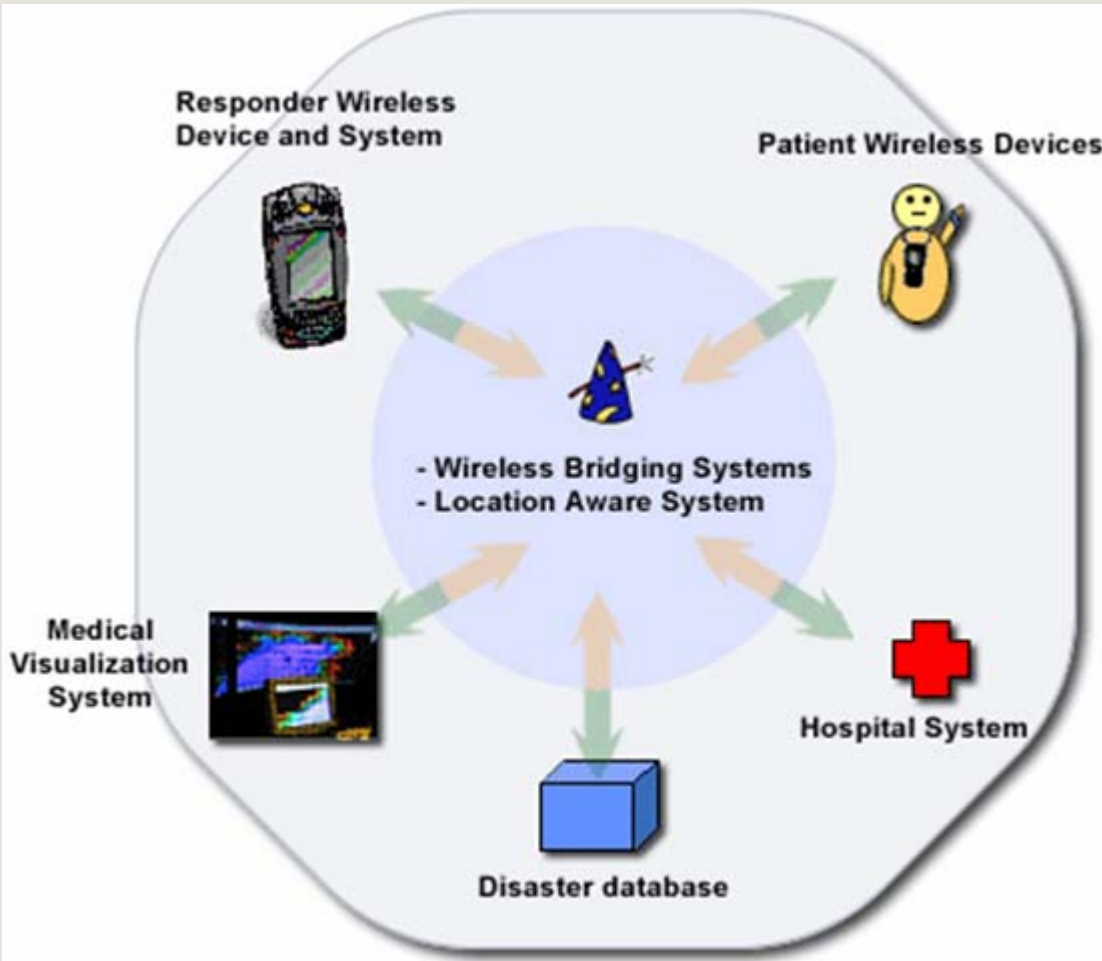 Responder Wireless
Device and System
Patient Wireless Devices
- Wireless Bridging Systems
- Location Aware System
Medical
Visualization
System
Hospital System
Disaster database